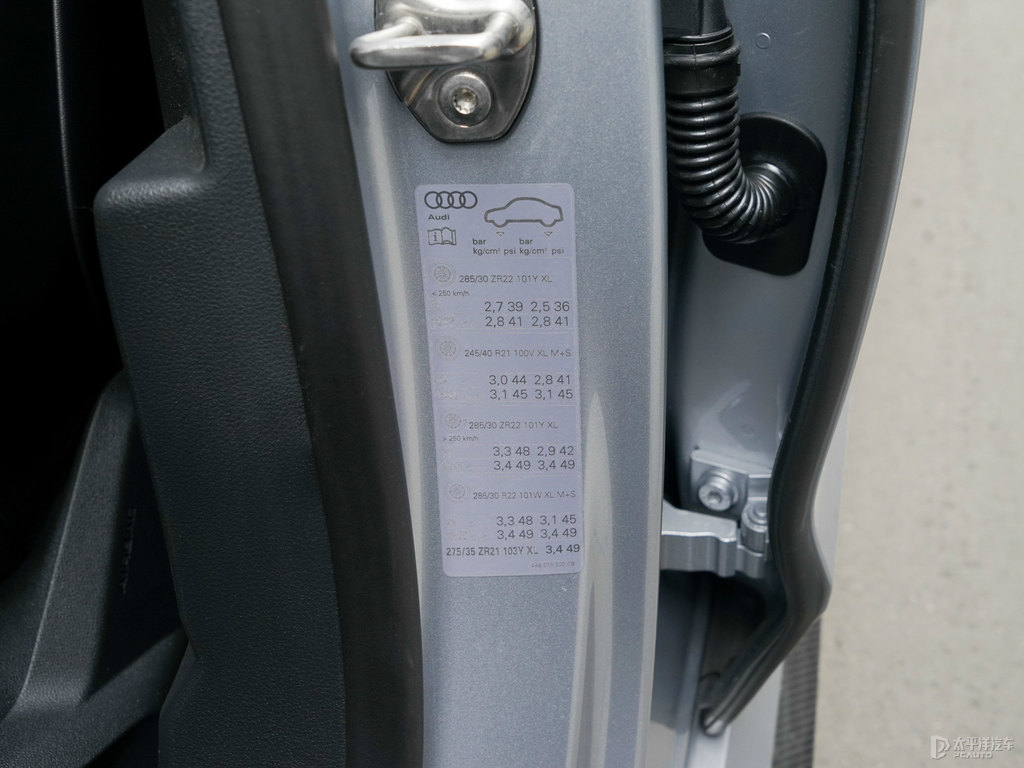 Audi
bar bar
kg/cm² psi kg/cm² psi
285/30 ZR22 101Y XL
< 250 km/h
2,7 39 2,5 36
2,8 41 2,8 41
245/40 R21 100V XL M+S
3,0 44 2,8 41
3,1 45 3,1 45
285/30 ZR22 101Y XL
> 250 km/h
3,3 48 2,9 42
3,4 49 3,4 49
285/30 R22 101W XL M+S
3,3 48 3,1 45
3,4 49 3,4 49
275/35 ZR21 103Y XL 3,4 49
太平洋汽车
PCAUTO